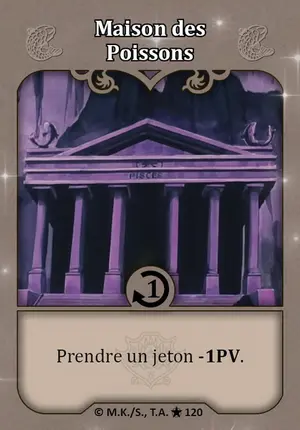 Maison des
Poissons
PISCES
1
Prendre un jeton -1PV.
© M.K./S., T.A. ★ 120